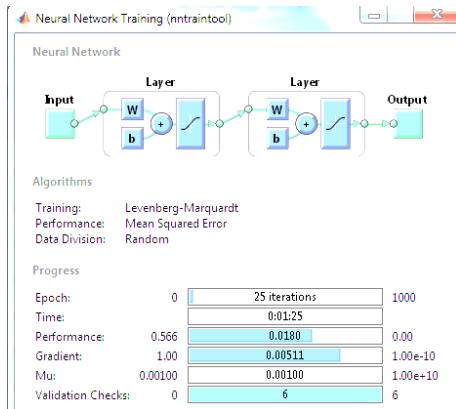 Neural Network Training (nntraintool)
Neural Network
Layer Layer
Input Output
W W
+ +
b b
Algorithms
Training: Levenberg-Marquardt
Performance: Mean Squared Error
Data Division: Random
Progress
Epoch: 0 25 iterations 1000
Time: 0:01:25
Performance: 0.566 0.0180 0.00
Gradient: 1.00 0.00511 1.00e-10
Mu: 0.00100 0.00100 1.00e+10
Validation Checks: 0 6 6